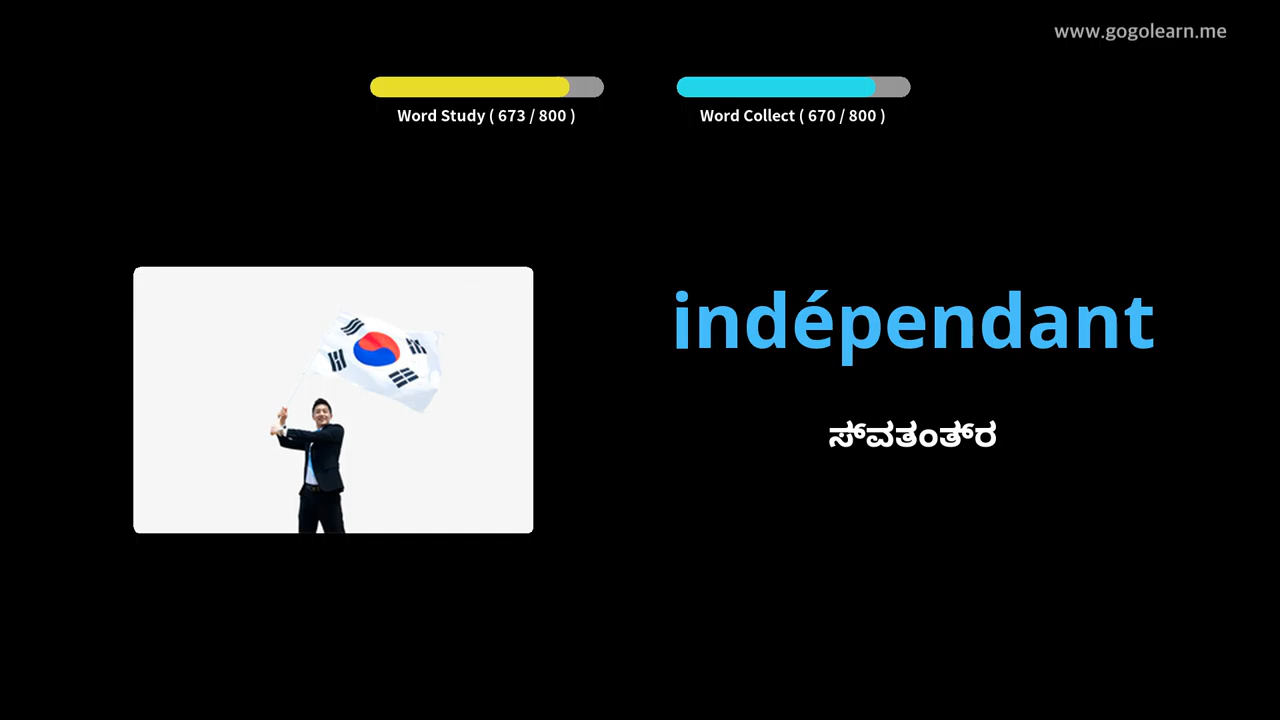 www.gogolearn.me
Word Study ( 673 / 800 )
Word Collect ( 670 / 800 )
indépendant
ಸ್ವತಂತ್ರ